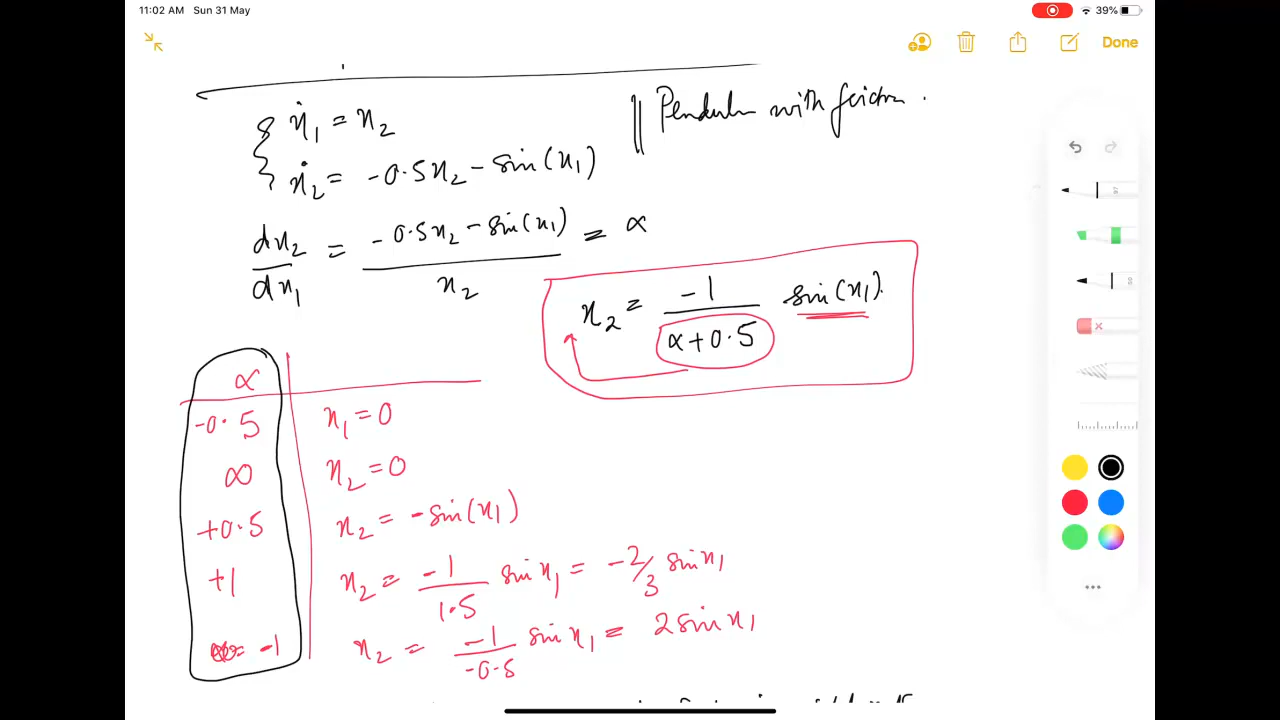 11:02 AM Sun 31 May
39%
Done
Pendulum with friction.
ẋ₁ = x₂
ẋ₂ = -0.5x₂ - sin(x₁)
dx₂/dx₁ = (-0.5x₂ - sin(x₁))/x₂ = α
x₂ = -1/(α+0.5) sin(x₁).
α
-0.5 x₁ = 0
∞ x₂ = 0
+0.5 x₂ = -sin(x₁)
+1 x₂ = -1/1.5 sin x₁ = -2/3 sin x₁
= -1 x₂ = -1/-0.5 sin x₁ = 2 sin x₁